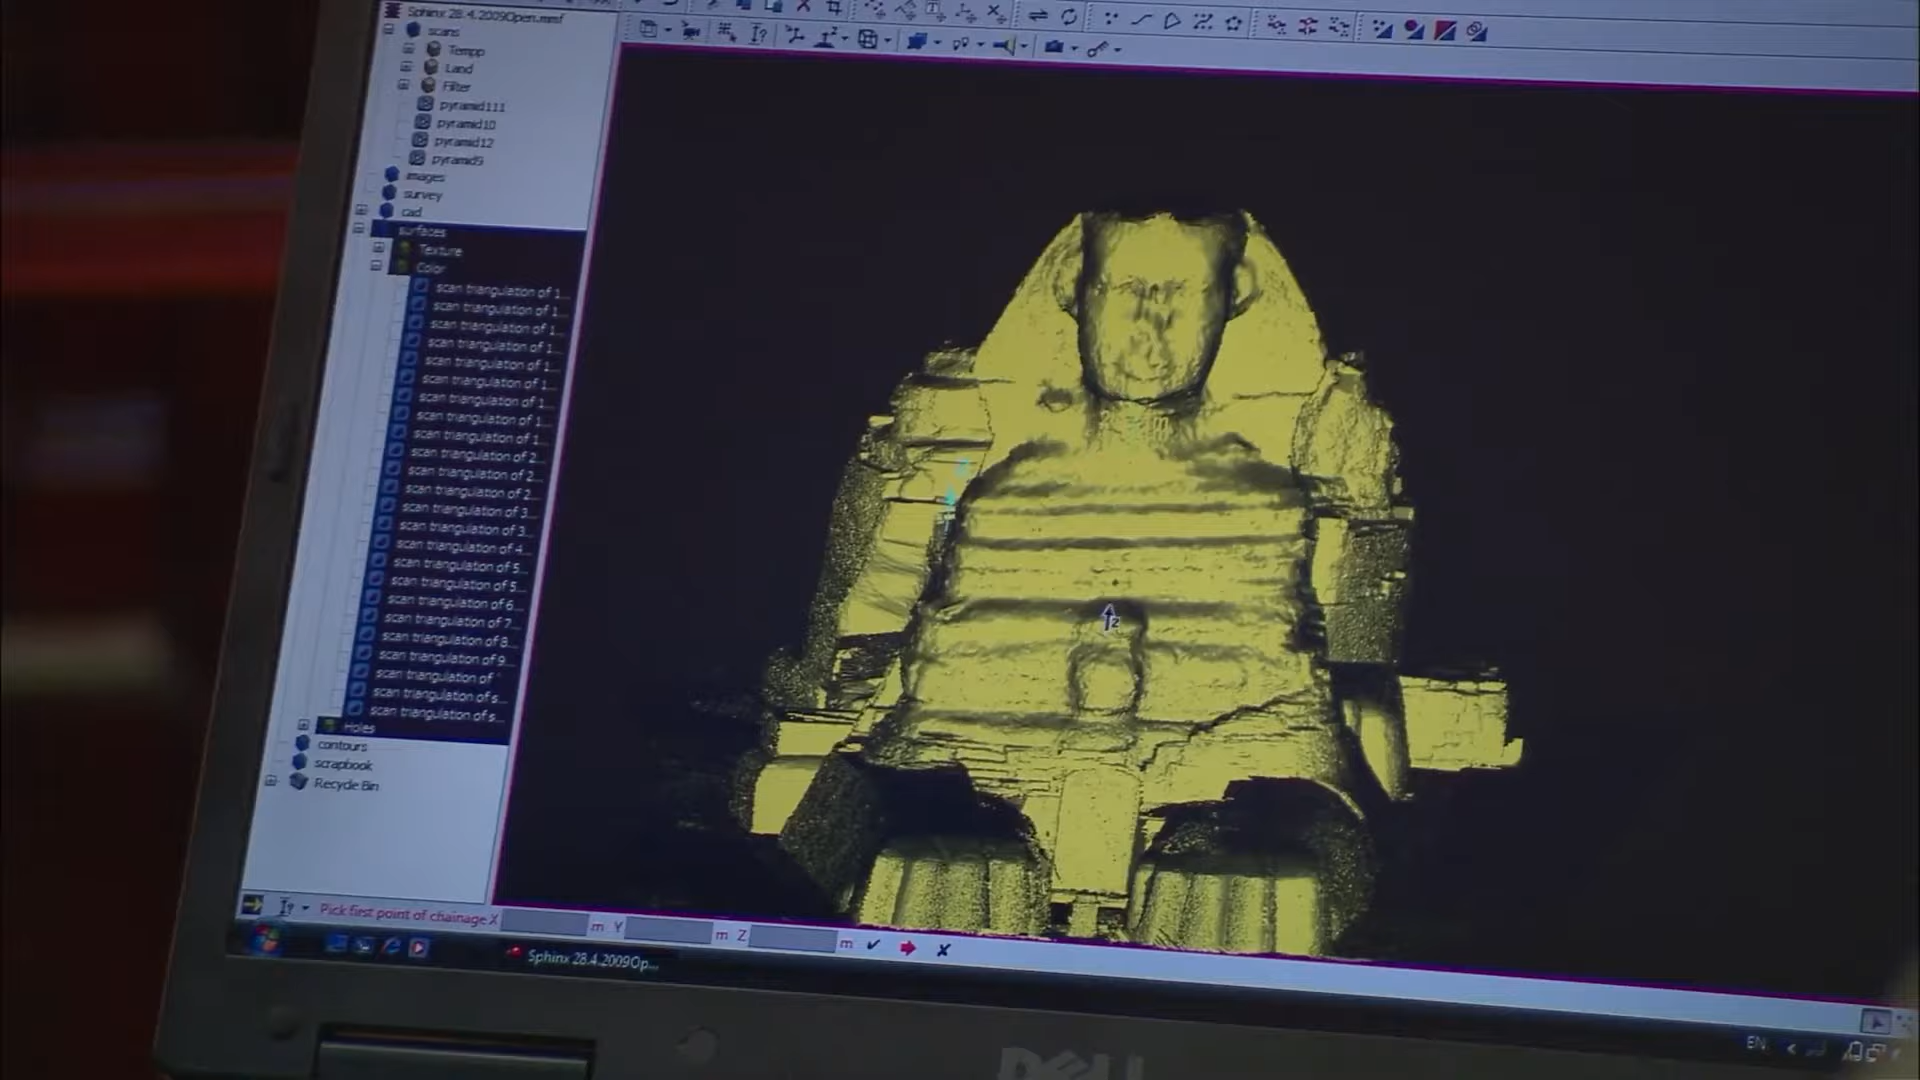 Sphinx 28.4.2009Open.mmf
scans
Tempp
Land
Filter
pyramid111
pyramid10
pyramid12
pyramid9
images
survey
cad
surfaces
Texture
Color
scan triangulation of 1...
scan triangulation of 1...
scan triangulation of 1...
scan triangulation of 1...
scan triangulation of 1...
scan triangulation of 1...
scan triangulation of 1...
scan triangulation of 1...
scan triangulation of 1...
scan triangulation of 2...
scan triangulation of 2...
scan triangulation of 2...
scan triangulation of 3...
scan triangulation of 3...
scan triangulation of 4...
scan triangulation of 5...
scan triangulation of 5...
scan triangulation of 6...
scan triangulation of 7...
scan triangulation of 8...
scan triangulation of 9...
scan triangulation of
scan triangulation of s...
scan triangulation of s...
Holes
contours
scrapbook
Recycle Bin
Pick first point of chainage X m Y m Z m
Sphinx 28.4.2009Op...
EN
DELL